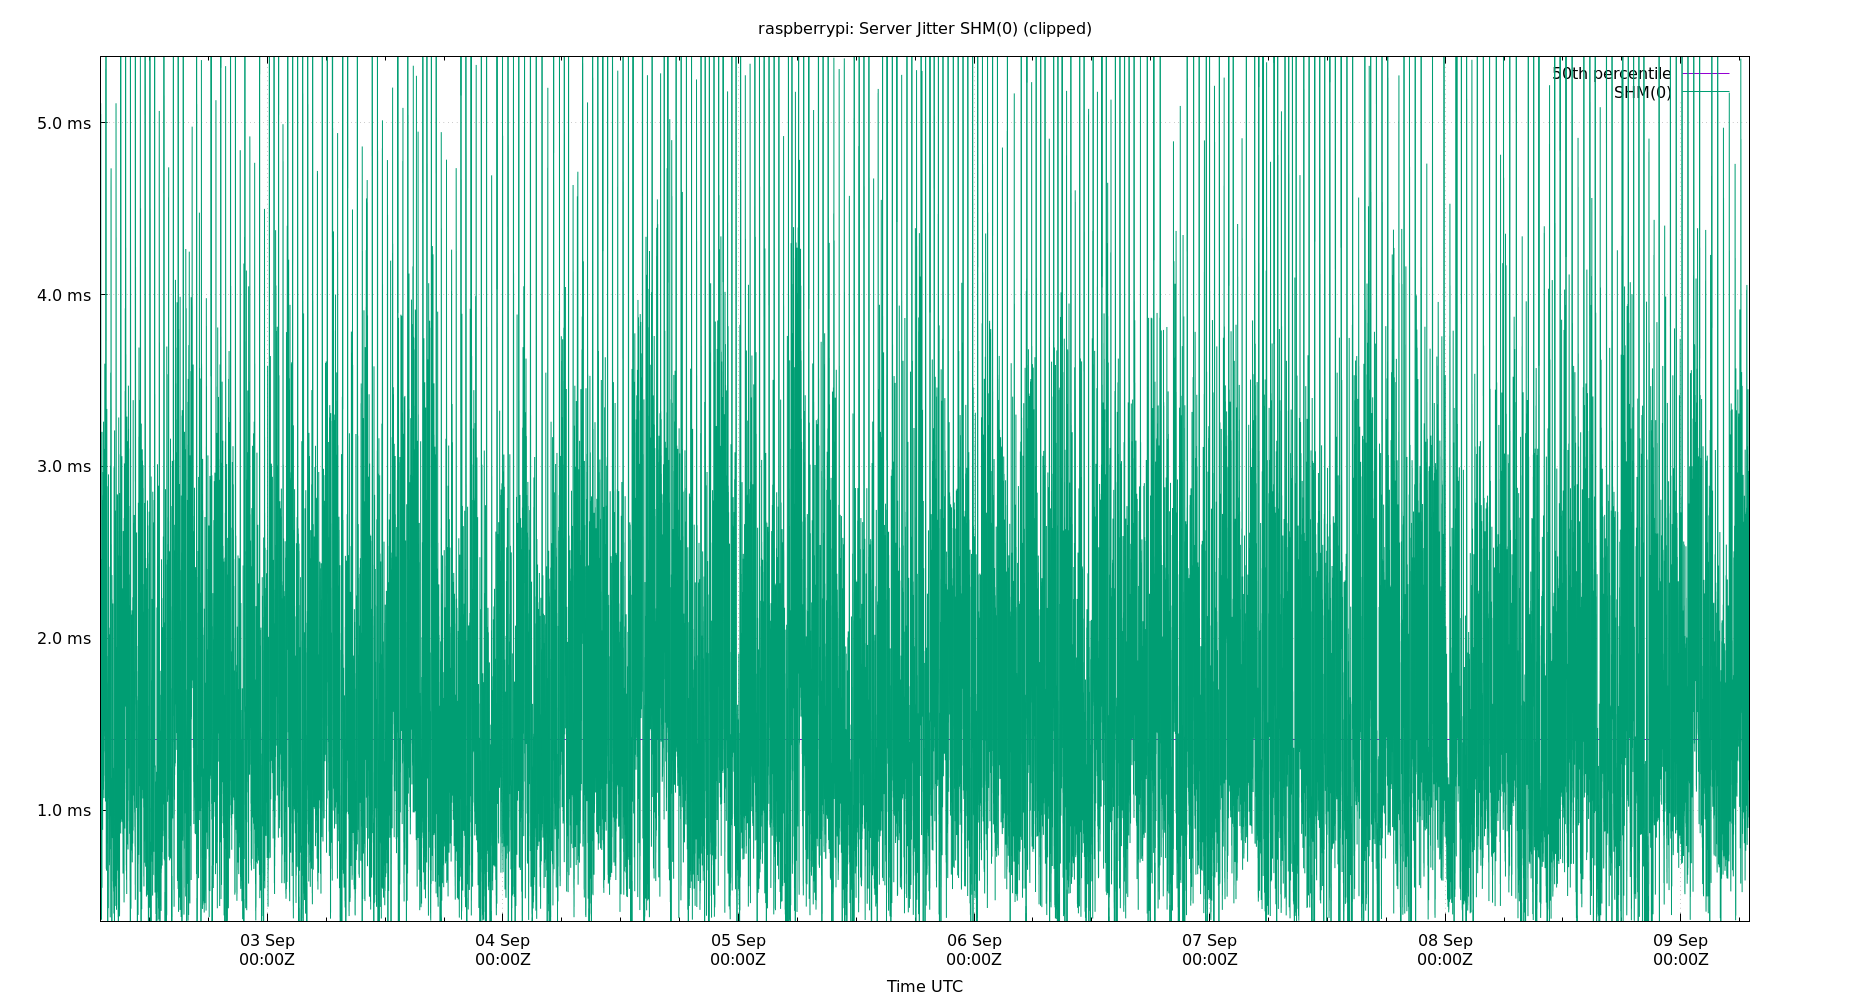 raspberrypi: Server Jitter SHM(0) (clipped)
50th percentile
SHM(0)
5.0 ms
4.0 ms
3.0 ms
2.0 ms
1.0 ms
03 Sep 04 Sep 05 Sep 06 Sep 07 Sep 08 Sep 09 Sep
00:00Z 00:00Z 00:00Z 00:00Z 00:00Z 00:00Z 00:00Z
Time UTC